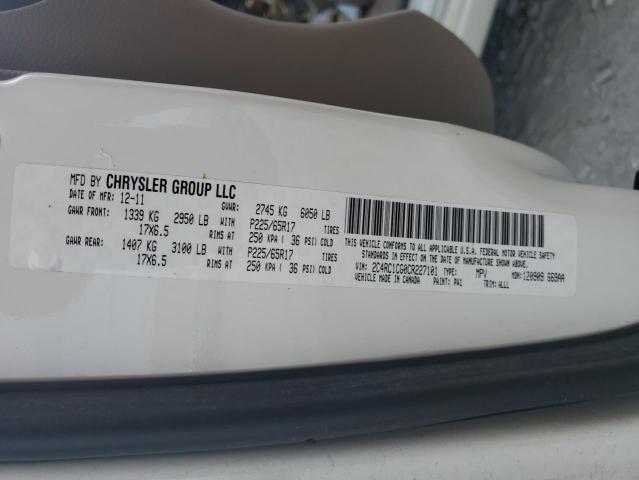 MFD BY CHRYSLER GROUP LLC
DATE OF MFR: 12-11 GVWR: 2745 KG 6050 LB
GAWR FRONT: 1339 KG 2950 LB WITH P225/65R17 TIRES
17X6.5 RIMS AT 250 KPA ( 36 PSI) COLD
GAWR REAR: 1407 KG 3100 LB WITH P225/65R17 TIRES
17X6.5 RIMS AT 250 KPA ( 36 PSI) COLD
THIS VEHICLE CONFORMS TO ALL APPLICABLE U.S.A. FEDERAL MOTOR VEHICLE SAFETY
STANDARDS IN EFFECT ON THE DATE OF MANUFACTURE SHOWN ABOVE.
VIN: 2C4RC1CG0CR227101 TYPE: MPV MDH: 120909 669AA
VEHICLE MADE IN CANADA PAINT: PW1 TRIM: ALL1